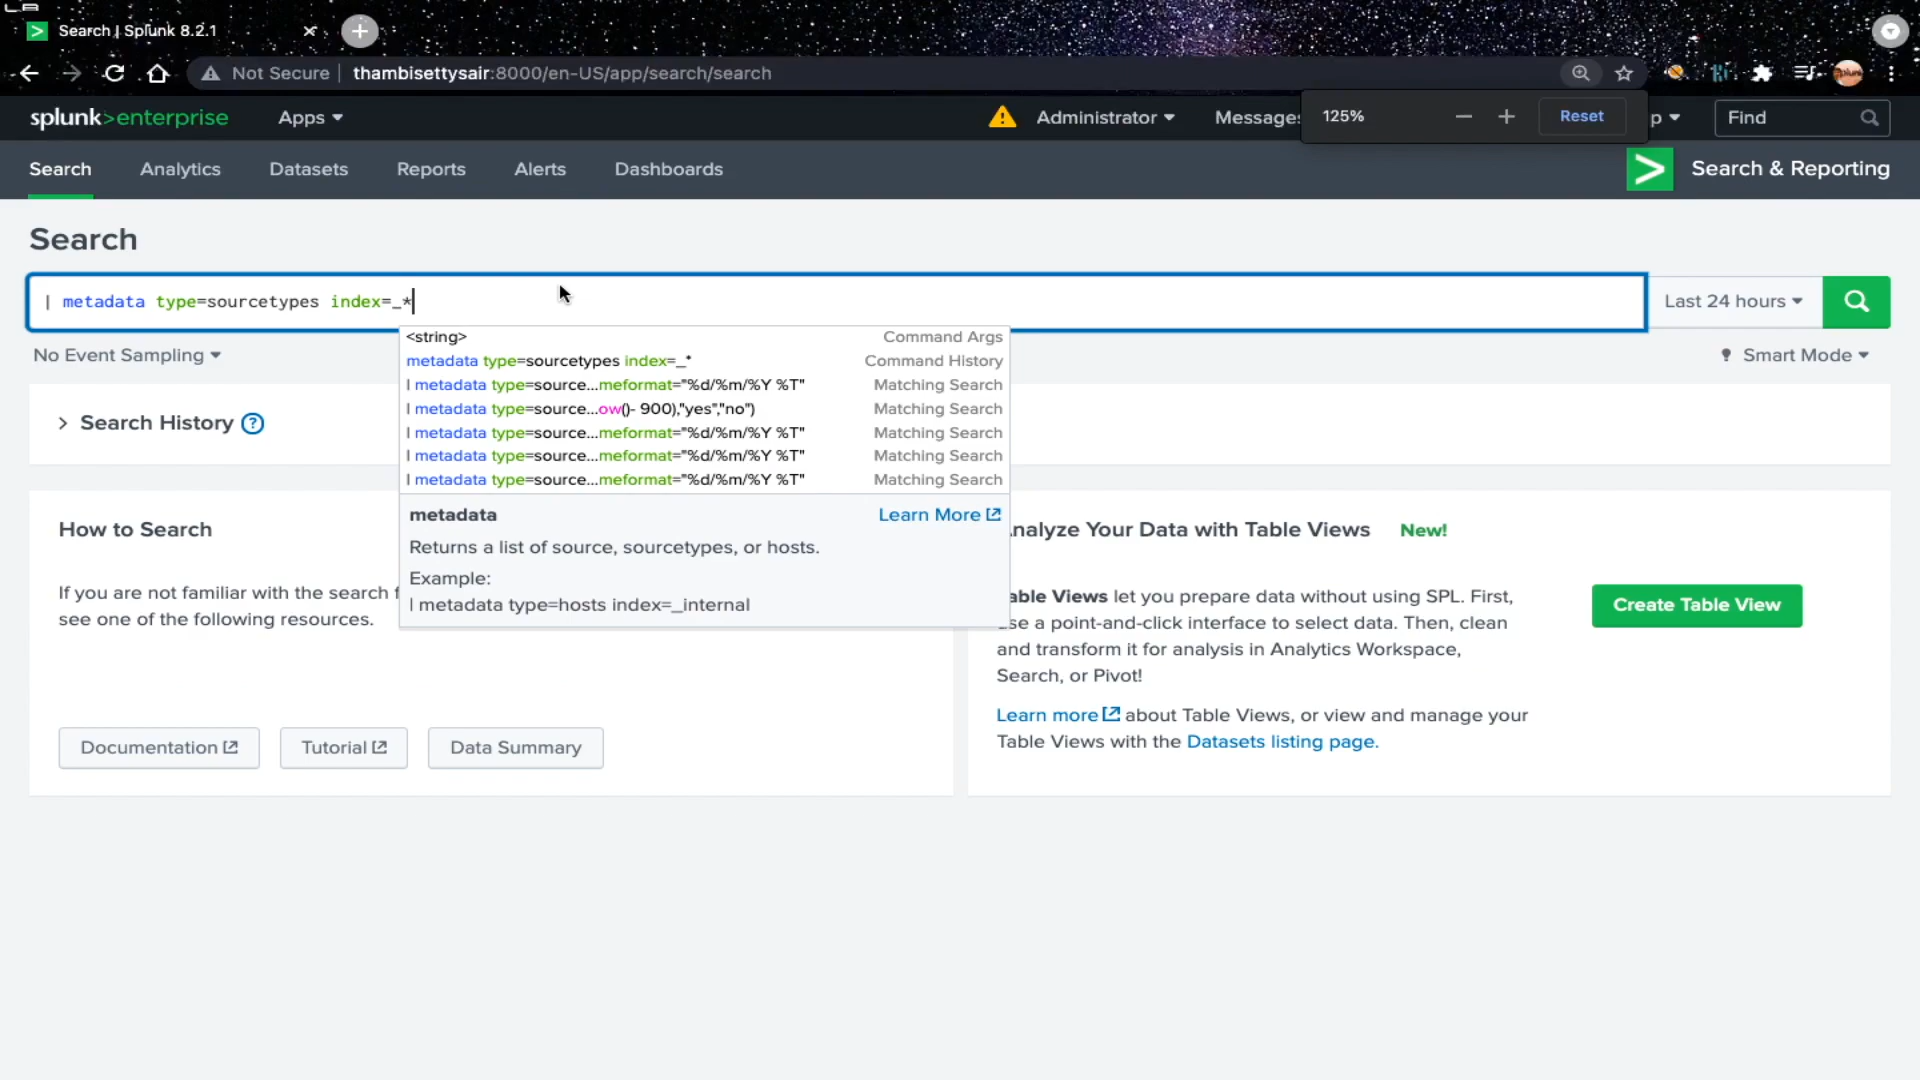 Search | Splunk 8.2.1
Not Secure | thambisettysair:8000/en-US/app/search/search
splunk>enterprise Apps Administrator Messages p Find
125% Reset
Search Analytics Datasets Reports Alerts Dashboards Search & Reporting
Search
| metadata type=sourcetypes index=_* Last 24 hours
No Event Sampling Smart Mode
<string> Command Args
metadata type=sourcetypes index=_* Command History
| metadata type=source...meformat="%d/%m/%Y %T" Matching Search
| metadata type=source...ow()- 900),"yes","no") Matching Search
| metadata type=source...meformat="%d/%m/%Y %T" Matching Search
| metadata type=source...meformat="%d/%m/%Y %T" Matching Search
| metadata type=source...meformat="%d/%m/%Y %T" Matching Search
metadata Learn More
Returns a list of source, sourcetypes, or hosts.
Example:
| metadata type=hosts index=_internal
> Search History ?
How to Search
If you are not familiar with the search f
see one of the following resources.
Documentation Tutorial Data Summary
nalyze Your Data with Table Views New!
able Views let you prepare data without using SPL. First,
se a point-and-click interface to select data. Then, clean
and transform it for analysis in Analytics Workspace,
Search, or Pivot!
Learn more about Table Views, or view and manage your
Table Views with the Datasets listing page.
Create Table View